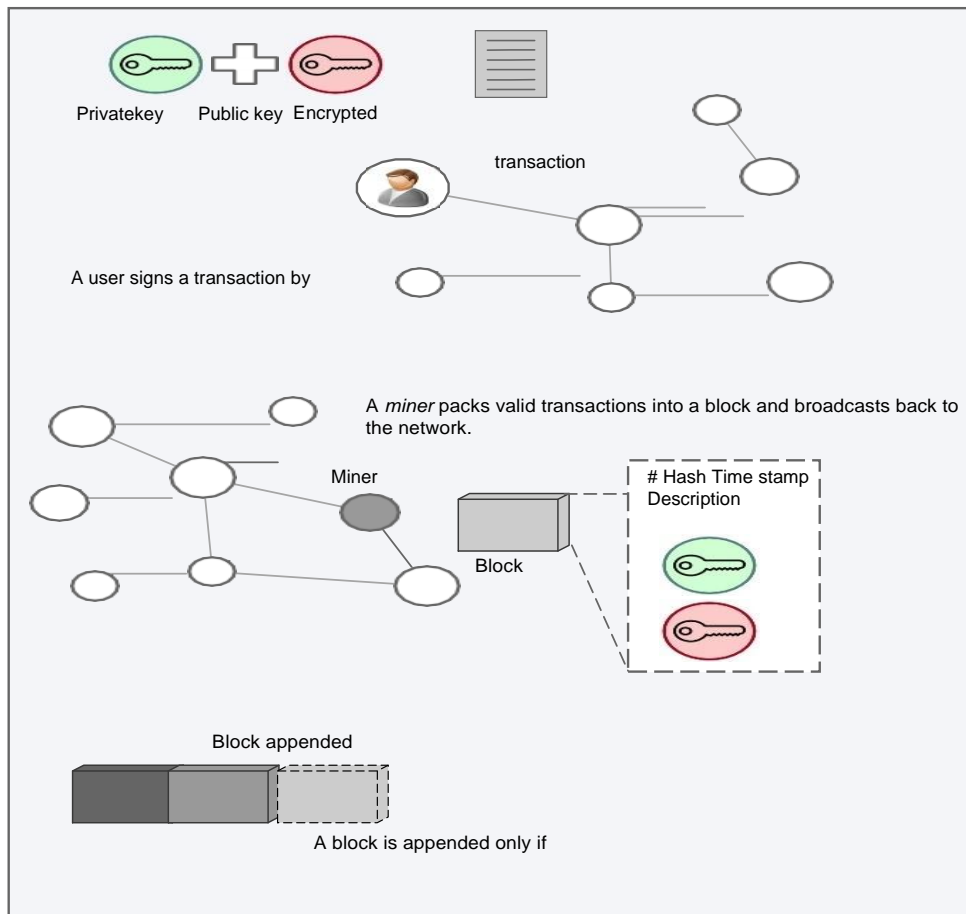 Privatekey Public key Encrypted
transaction
A user signs a transaction by
A miner packs valid transactions into a block and broadcasts back to
the network.
Miner
# Hash Time stamp
Description
Block
Block appended
A block is appended only if